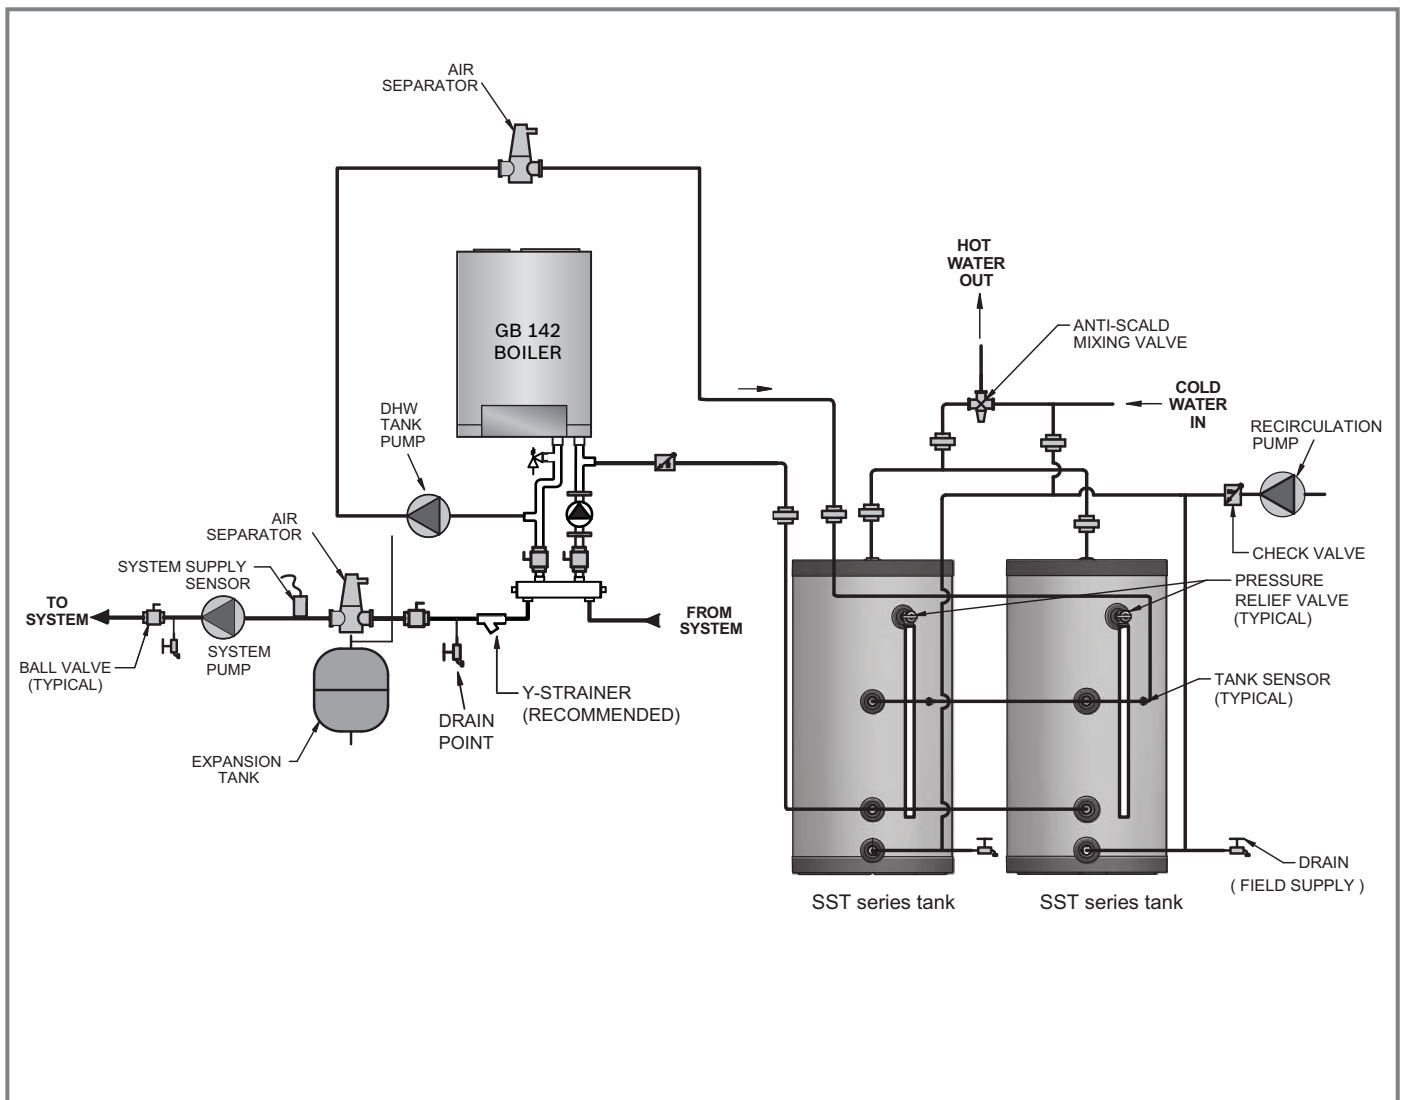 AIR
SEPARATOR
GB 142
BOILER
HOT
WATER
OUT
ANTI-SCALD
MIXING VALVE
COLD
WATER
IN
DHW
TANK
PUMP
RECIRCULATION
PUMP
AIR
SEPARATOR
SYSTEM SUPPLY
SENSOR
CHECK VALVE
TO
SYSTEM
FROM
SYSTEM
PRESSURE
RELIEF VALVE
(TYPICAL)
BALL VALVE
(TYPICAL)
SYSTEM
PUMP
Y-STRAINER
(RECOMMENDED)
TANK SENSOR
(TYPICAL)
DRAIN
POINT
EXPANSION
TANK
DRAIN
( FIELD SUPPLY )
SST series tank
SST series tank